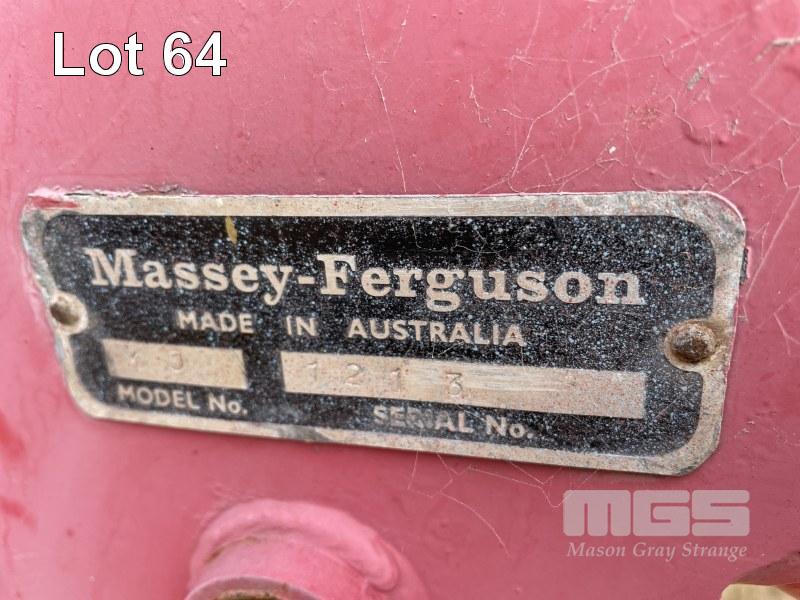 Lot 64
Massey-Ferguson
MADE IN AUSTRALIA
1213
MODEL No.
SERIAL No.
MGS
Mason Gray Strange